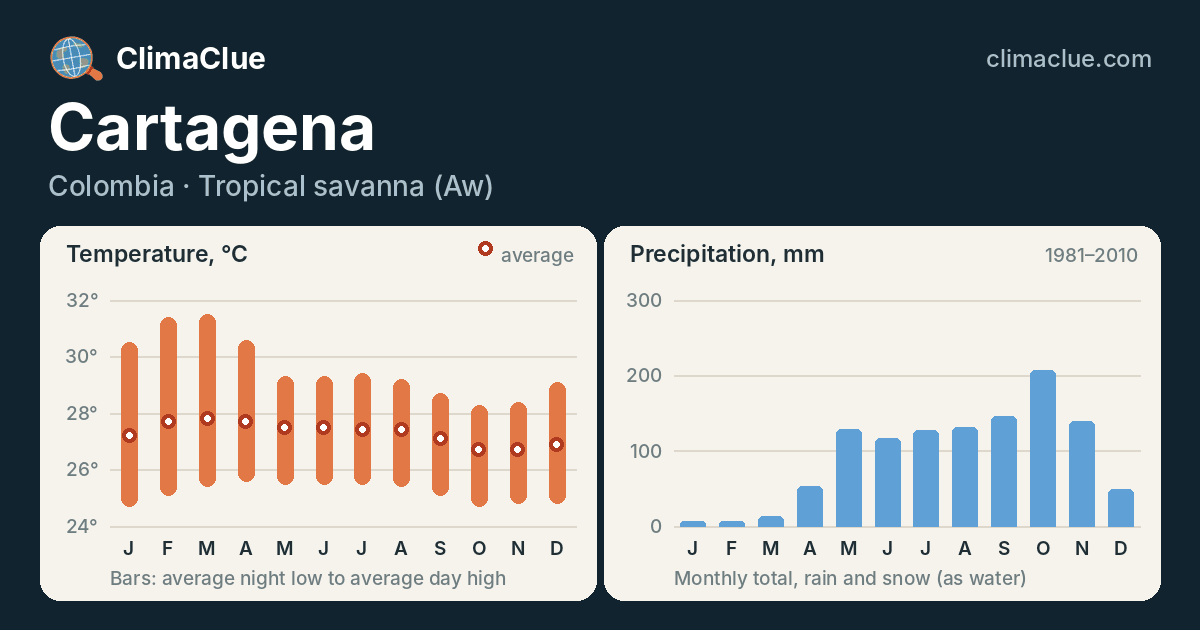 ClimaClue
climaclue.com
Cartagena
Colombia · Tropical savanna (Aw)
Temperature, °C
average
32°
30°
28°
26°
24°
J F M A M J J A S O N D
Bars: average night low to average day high
Precipitation, mm
1981–2010
300
200
100
0
J F M A M J J A S O N D
Monthly total, rain and snow (as water)